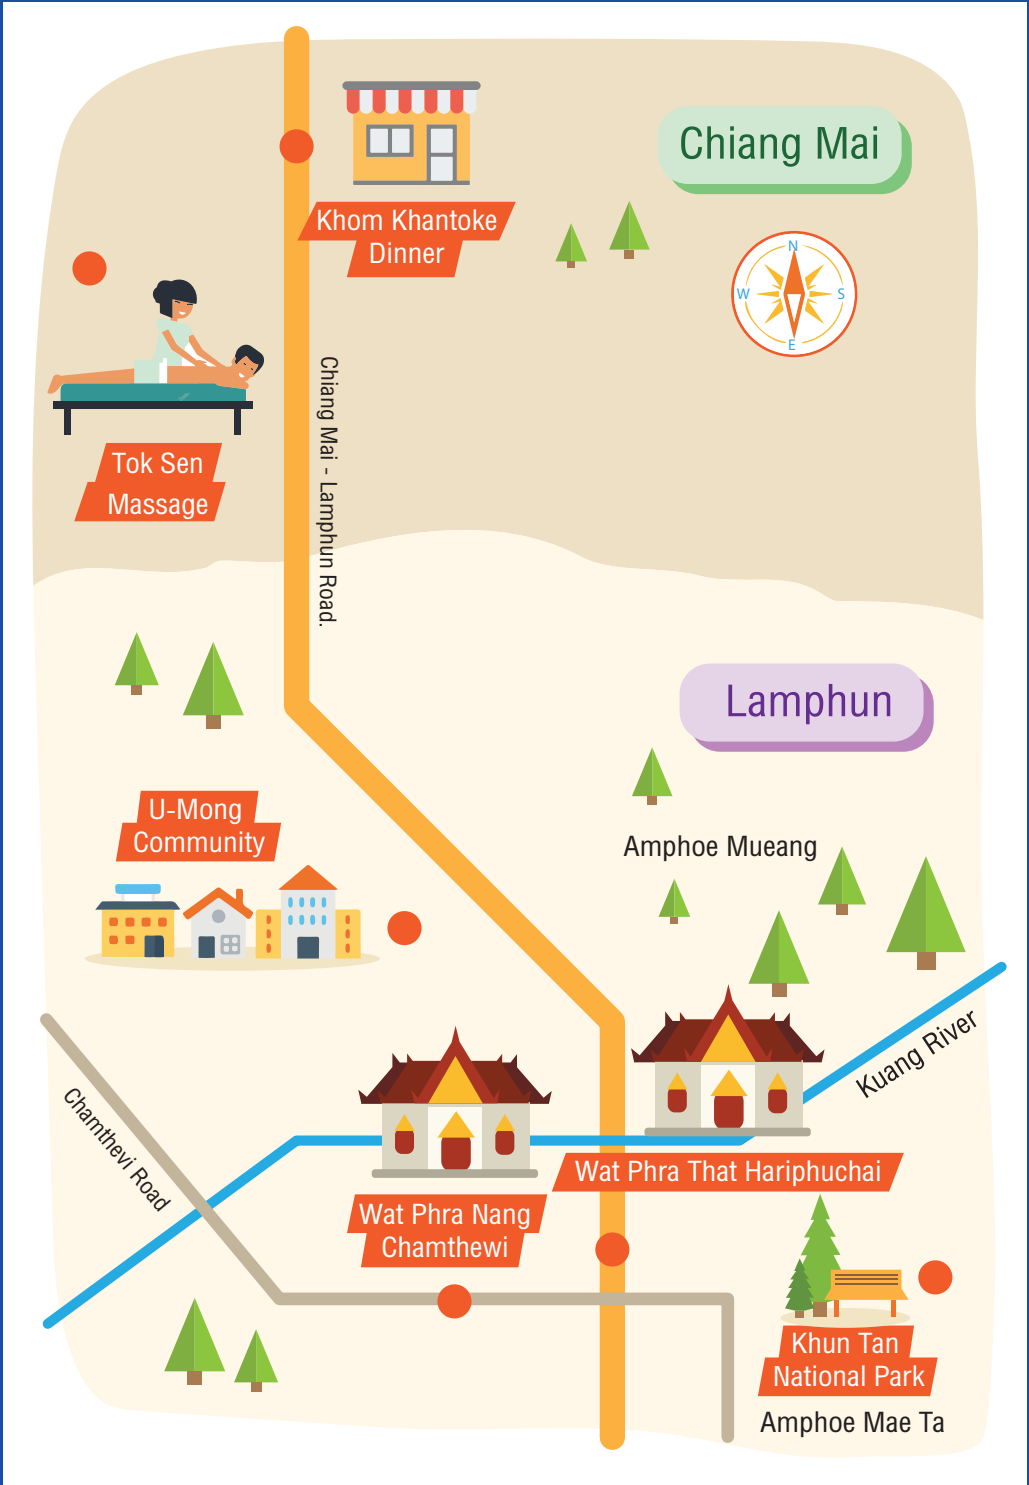 Chiang Mai
Khom Khantoke
Dinner
N
W
S
E
Tok Sen
Massage
Chiang Mai - Lamphun Road.
Lamphun
U-Mong
Community
Amphoe Mueang
Kuang River
Chamthevi Road
Wat Phra That Hariphuchai
Wat Phra Nang
Chamthewi
Khun Tan
National Park
Amphoe Mae Ta